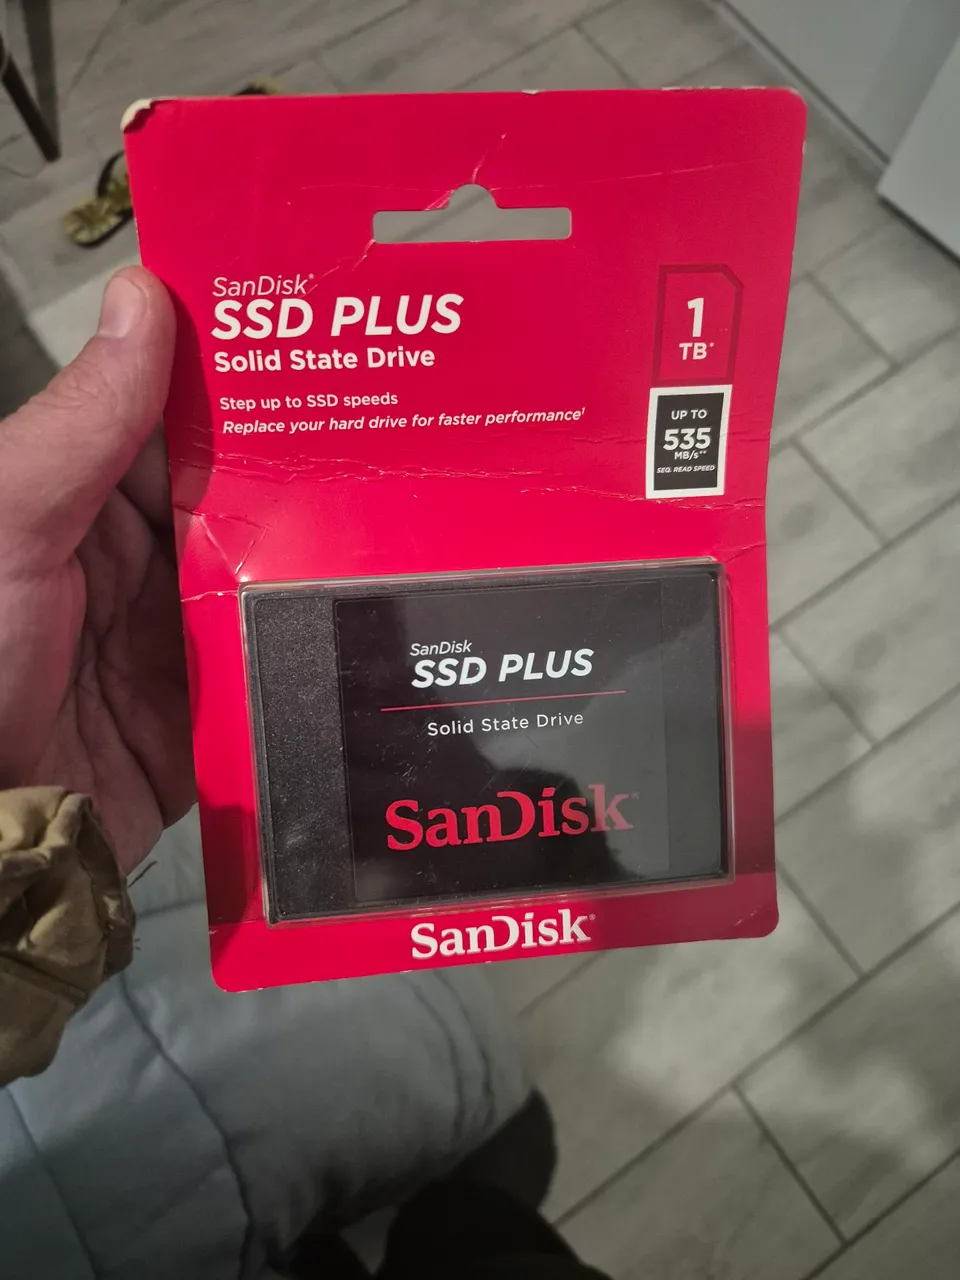 SanDisk®
SSD PLUS
Solid State Drive
Step up to SSD speeds
Replace your hard drive for faster performance¹
1
TB*
UP TO
535
MB/s**
SEQ. READ SPEED
SanDisk
SSD PLUS
Solid State Drive
SanDisk®
SanDisk®